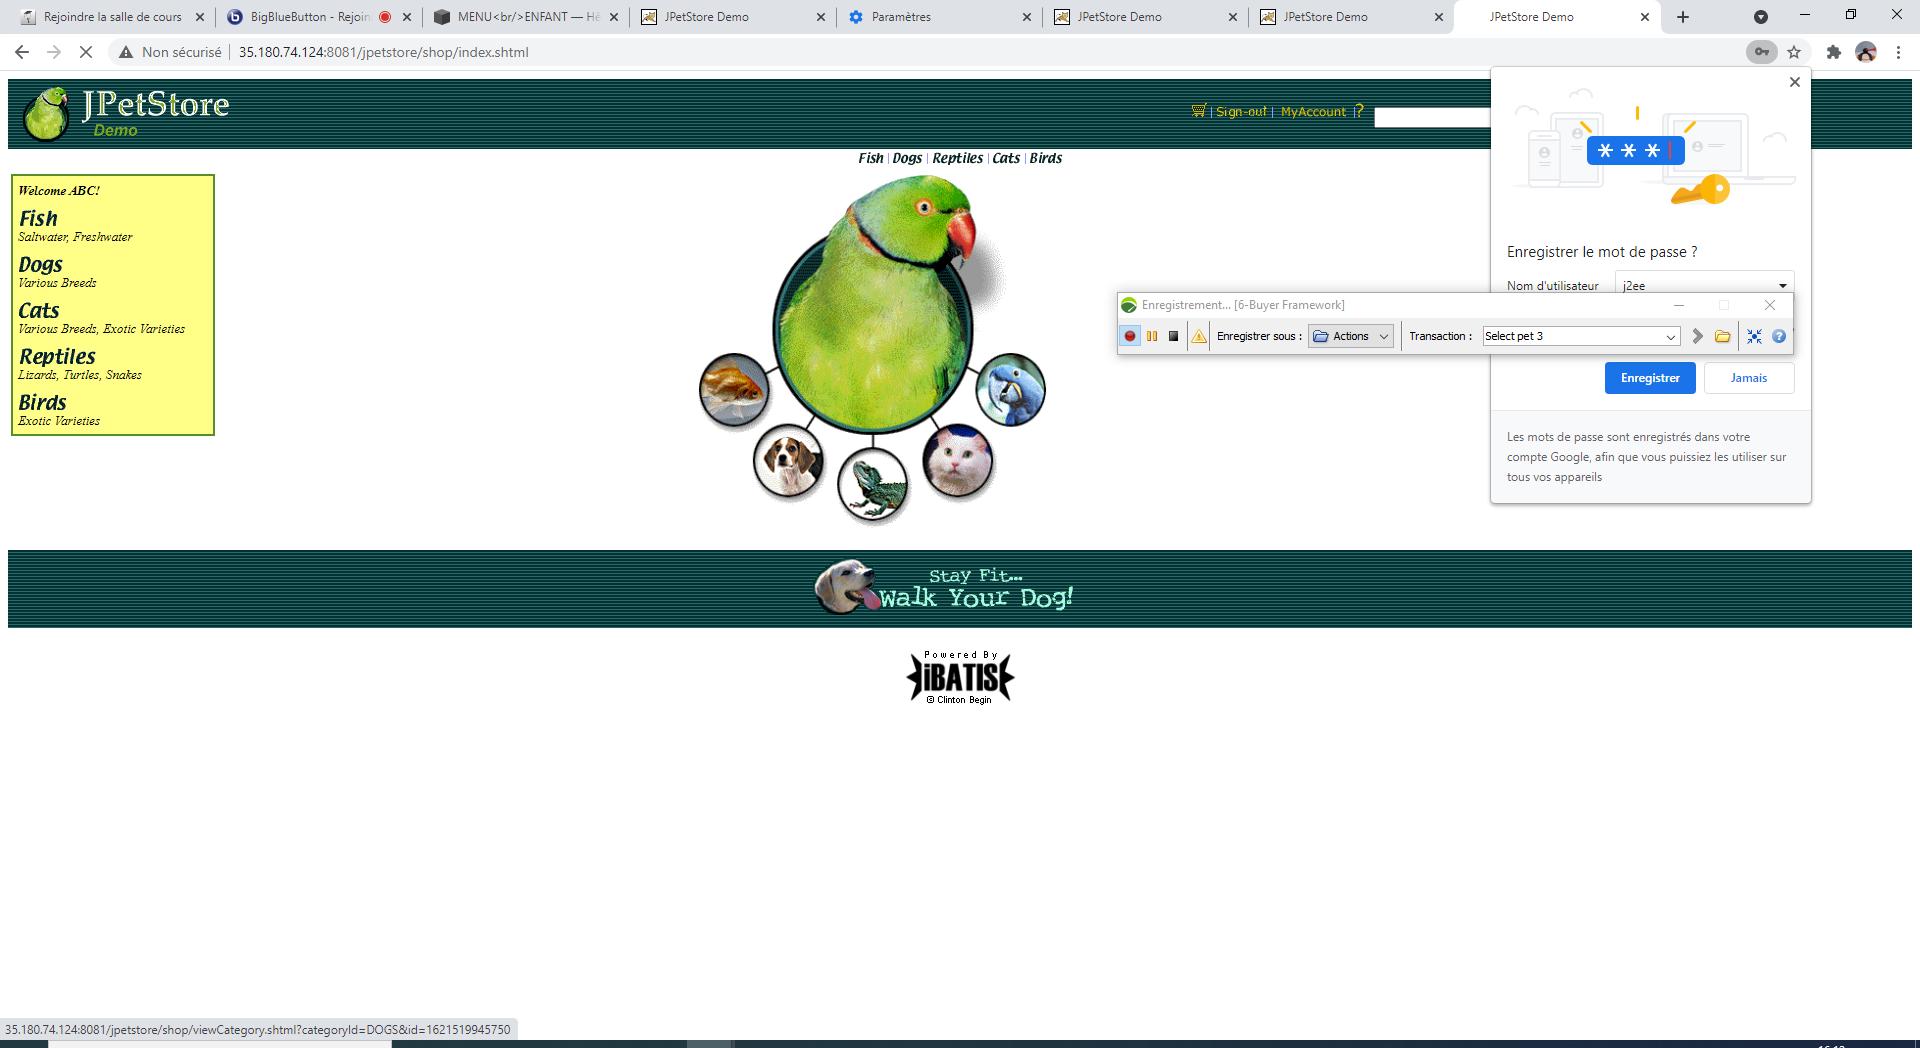 Rejoindre la salle de cours
BigBlueButton - Rejoin
MENU<br/>ENFANT — Hé
JPetStore Demo
Paramètres
JPetStore Demo
JPetStore Demo
JPetStore Demo
Non sécurisé
35.180.74.124:8081/jpetstore/shop/index.shtml
JPetStore
Demo
| Sign-out | MyAccount | ?
Fish | Dogs | Reptiles | Cats | Birds
Welcome ABC!
Fish
Saltwater, Freshwater
Dogs
Various Breeds
Cats
Various Breeds, Exotic Varieties
Reptiles
Lizards, Turtles, Snakes
Birds
Exotic Varieties
***
Enregistrer le mot de passe ?
Nom d'utilisateur
j2ee
Enregistrement... [6-Buyer Framework]
Enregistrer sous :
Actions
Transaction :
Select pet 3
Enregistrer
Jamais
Les mots de passe sont enregistrés dans votre
compte Google, afin que vous puissiez les utiliser sur
tous vos appareils
Stay Fit...
Walk Your Dog!
Powered By
iBATIS
© Clinton Begin
35.180.74.124:8081/jpetstore/shop/viewCategory.shtml?categoryId=DOGS&id=1621519945750